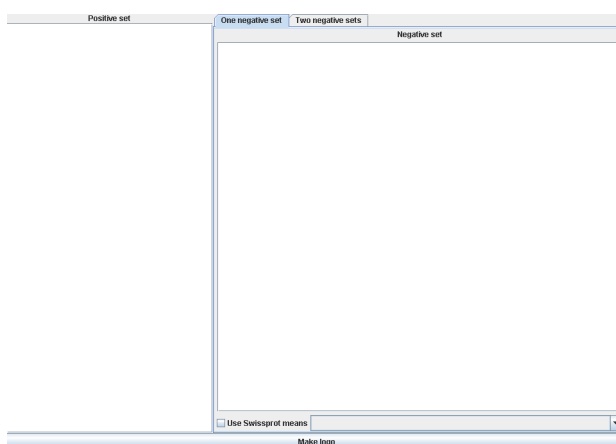 Positive set
One negative set
Two negative sets
Negative set
Use Swissprot means
Make logo